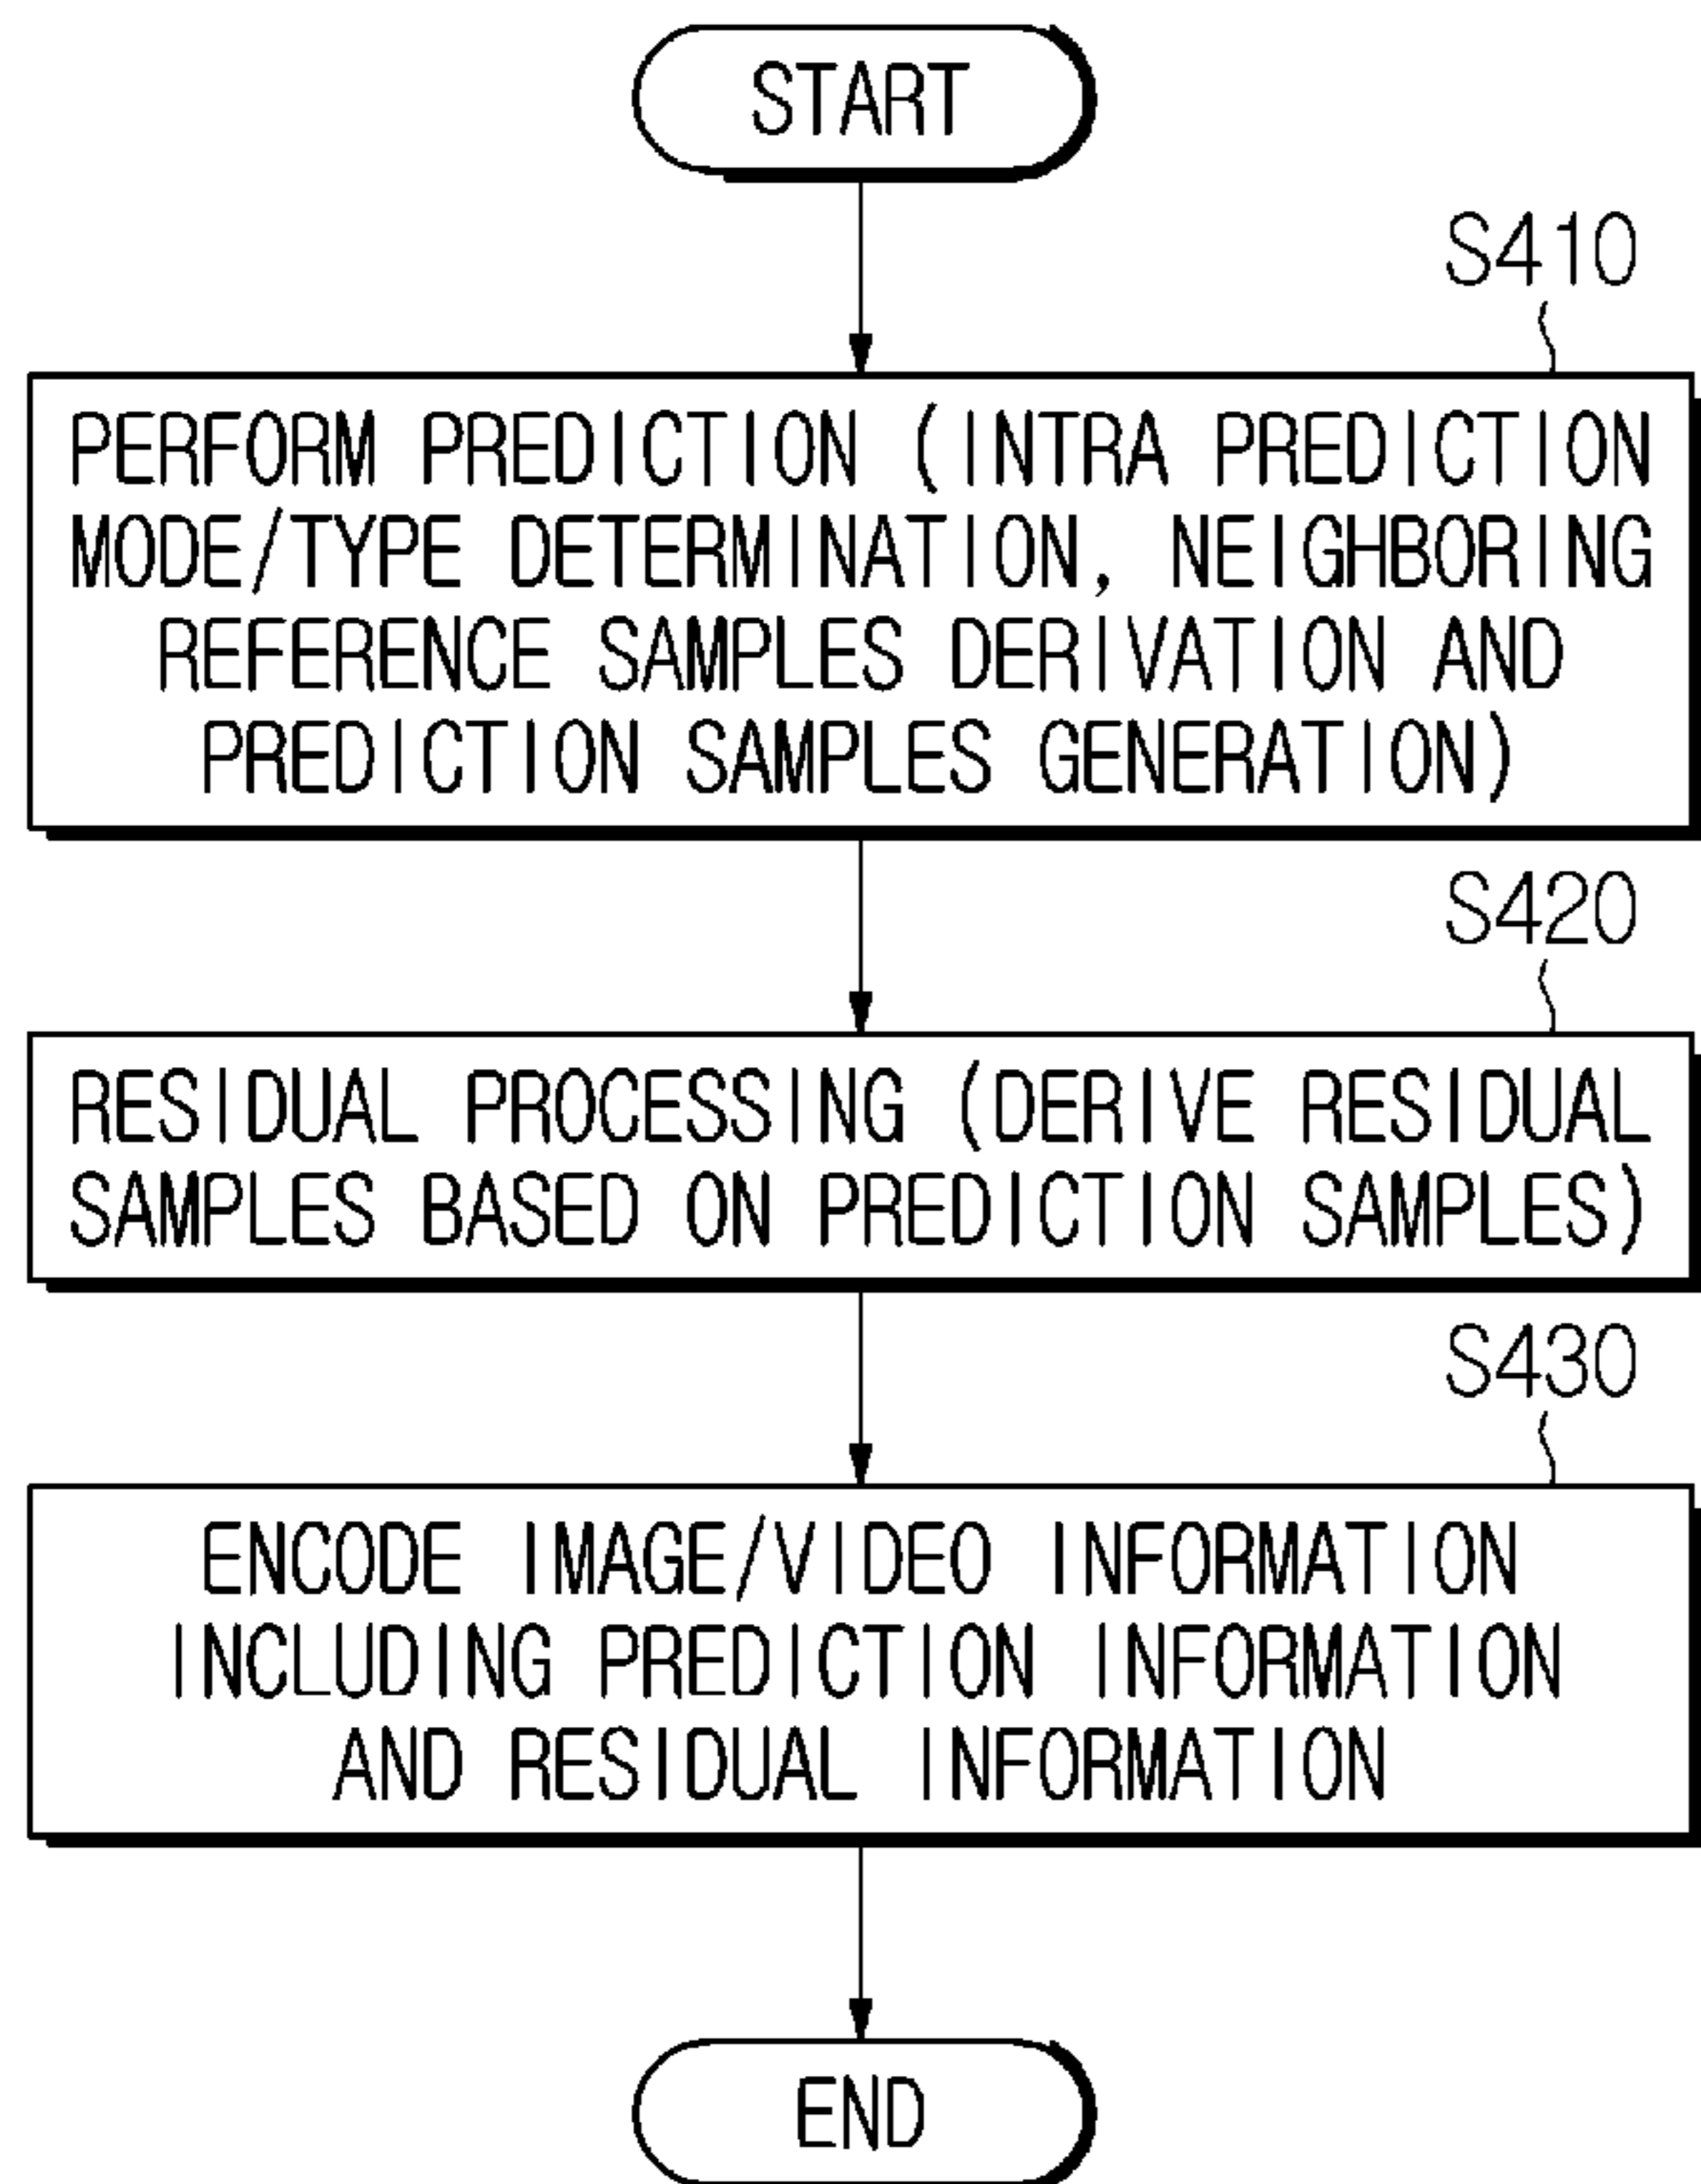 START
S410
PERFORM PREDICTION (INTRA PREDICTION
MODE/TYPE DETERMINATION, NEIGHBORING
REFERENCE SAMPLES DERIVATION AND
PREDICTION SAMPLES GENERATION)
S420
RESIDUAL PROCESSING (DERIVE RESIDUAL
SAMPLES BASED ON PREDICTION SAMPLES)
S430
ENCODE IMAGE/VIDEO INFORMATION
INCLUDING PREDICTION INFORMATION
AND RESIDUAL INFORMATION
END